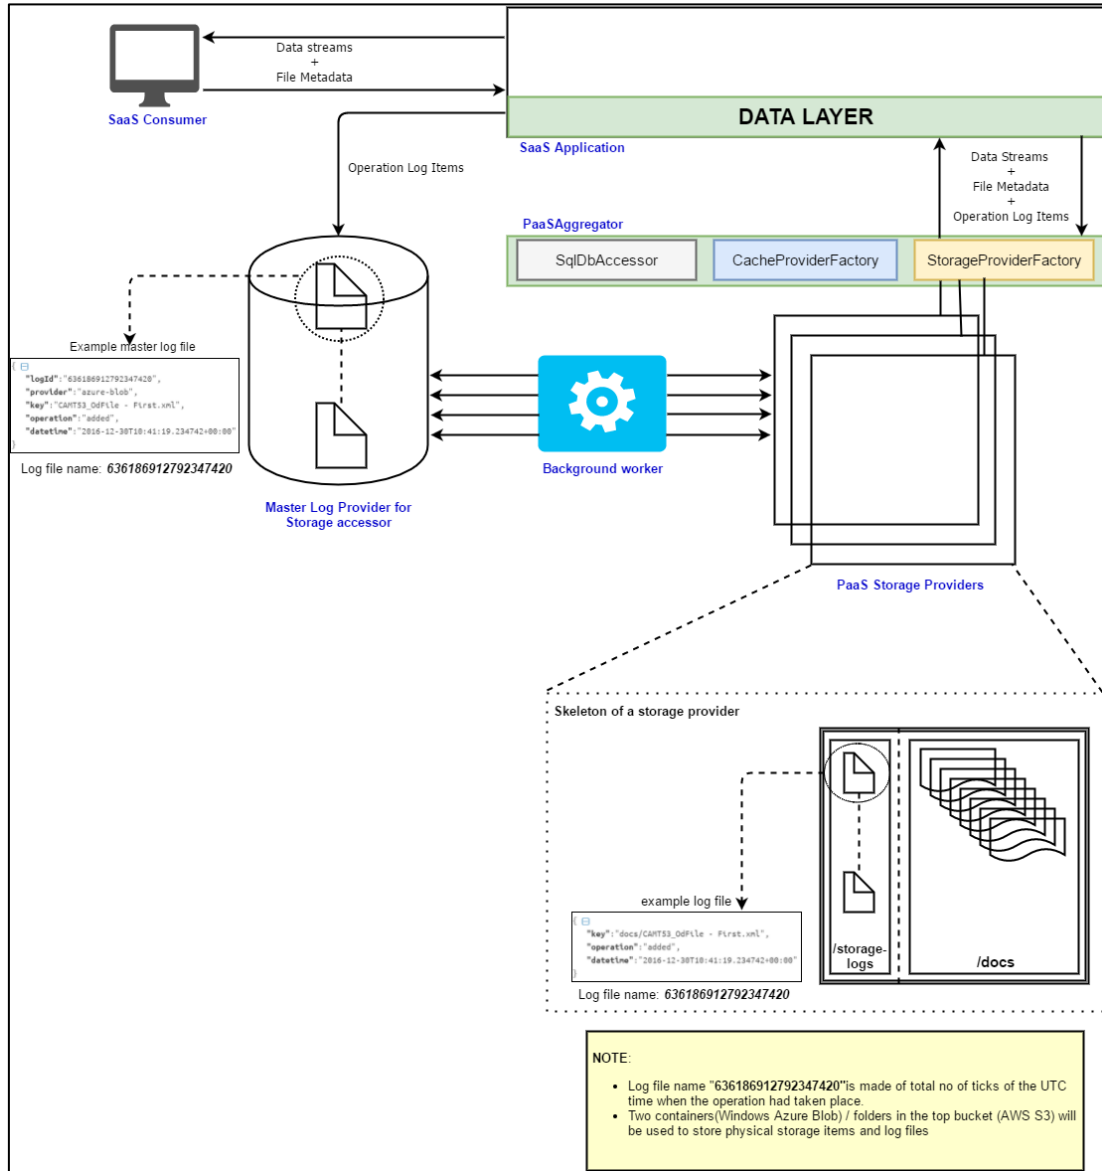 Data streams
+
File Metadata
SaaS Consumer
DATA LAYER
SaaS Application
Operation Log Items
Data Streams
+
File Metadata
+
Operation Log Items
PaaSAggregator
SqlDbAccessor
CacheProviderFactory
StorageProviderFactory
Example master log file
{
"logId":"636186912792347420",
"provider":"azure-blob",
"key":"CAMT53_OdFile - First.xml",
"operation":"added",
"datetime":"2016-12-30T10:41:19.234742+00:00"
}
Log file name: 636186912792347420
Master Log Provider for
Storage accessor
Background worker
PaaS Storage Providers
Skeleton of a storage provider
example log file
{
"key":"docs/CAMT53_OdFile - First.xml",
"operation":"added",
"datetime":"2016-12-30T10:41:19.234742+00:00"
}
Log file name: 636186912792347420
/storage-
logs
/docs
NOTE:
• Log file name "636186912792347420"is made of total no of ticks of the UTC
time when the operation had taken place.
• Two containers(Windows Azure Blob) / folders in the top bucket (AWS S3) will
be used to store physical storage items and log files